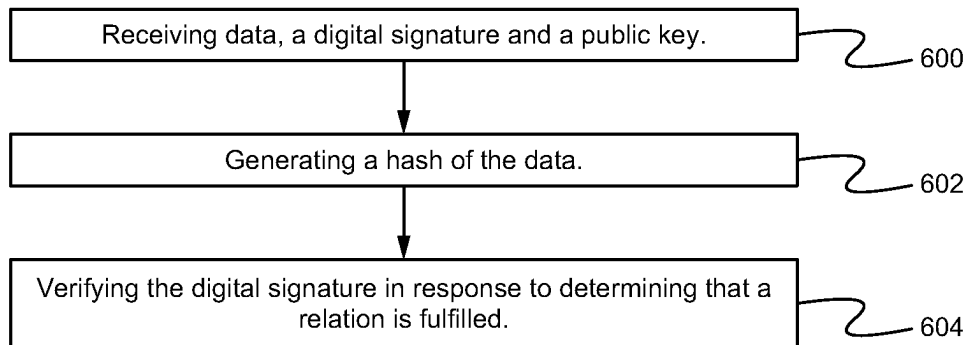 Receiving data, a digital signature and a public key.
600
Generating a hash of the data.
602
Verifying the digital signature in response to determining that a
relation is fulfilled.
604